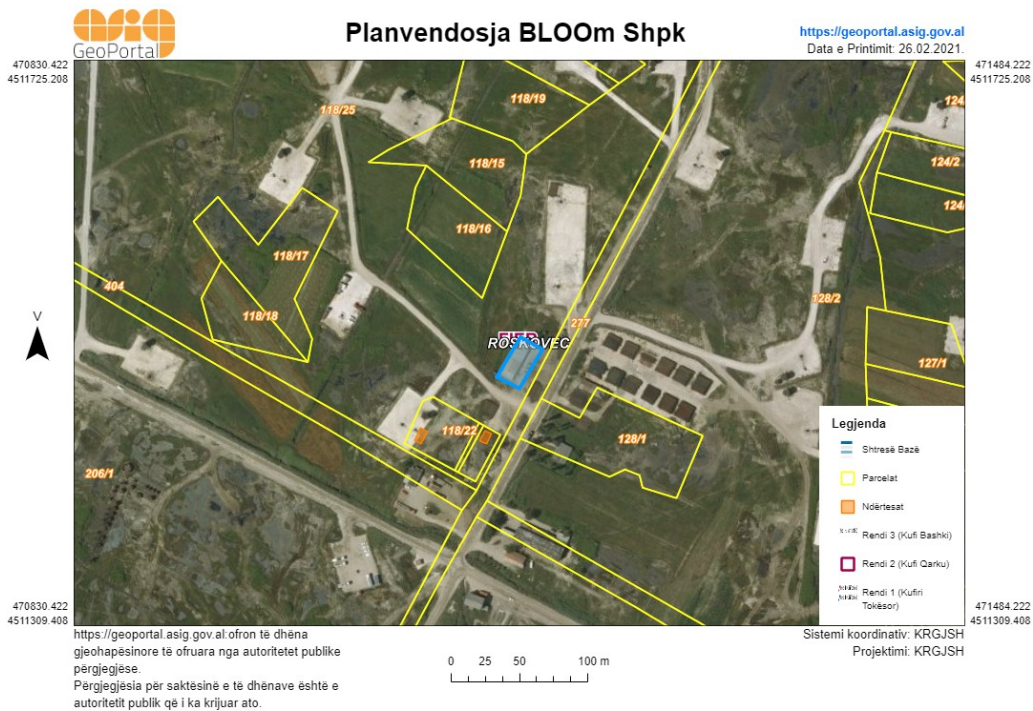 asig
GeoPortal
Planvendosja BLOOm Shpk
https://geoportal.asig.gov.al
Data e Printimit: 26.02.2021.
470830.422
4511725.208
471484.222
4511725.208
118/19
118/25
124
118/15
124/2
124/
118/16
118/17
404
128/2
118/18
277
FIER
ROSKOVEC
127/1
118/22
128/1
206/1
V
Legjenda
Shtresë Bazë
Parcelat
Ndërtesat
Rendi 3 (Kufi Bashki)
Rendi 2 (Kufi Qarku)
Rendi 1 (Kufiri
Tokësor)
470830.422
4511309.408
471484.222
4511309.408
https://geoportal.asig.gov.al:ofron të dhëna
gjeohapësinore të ofruara nga autoritetet publike
përgjegjëse.
Përgjegjësia për saktësinë e të dhënave është e
autoritetit publik që i ka krijuar ato.
0 25 50 100 m
Sistemi koordinativ: KRGJSH
Projektimi: KRGJSH